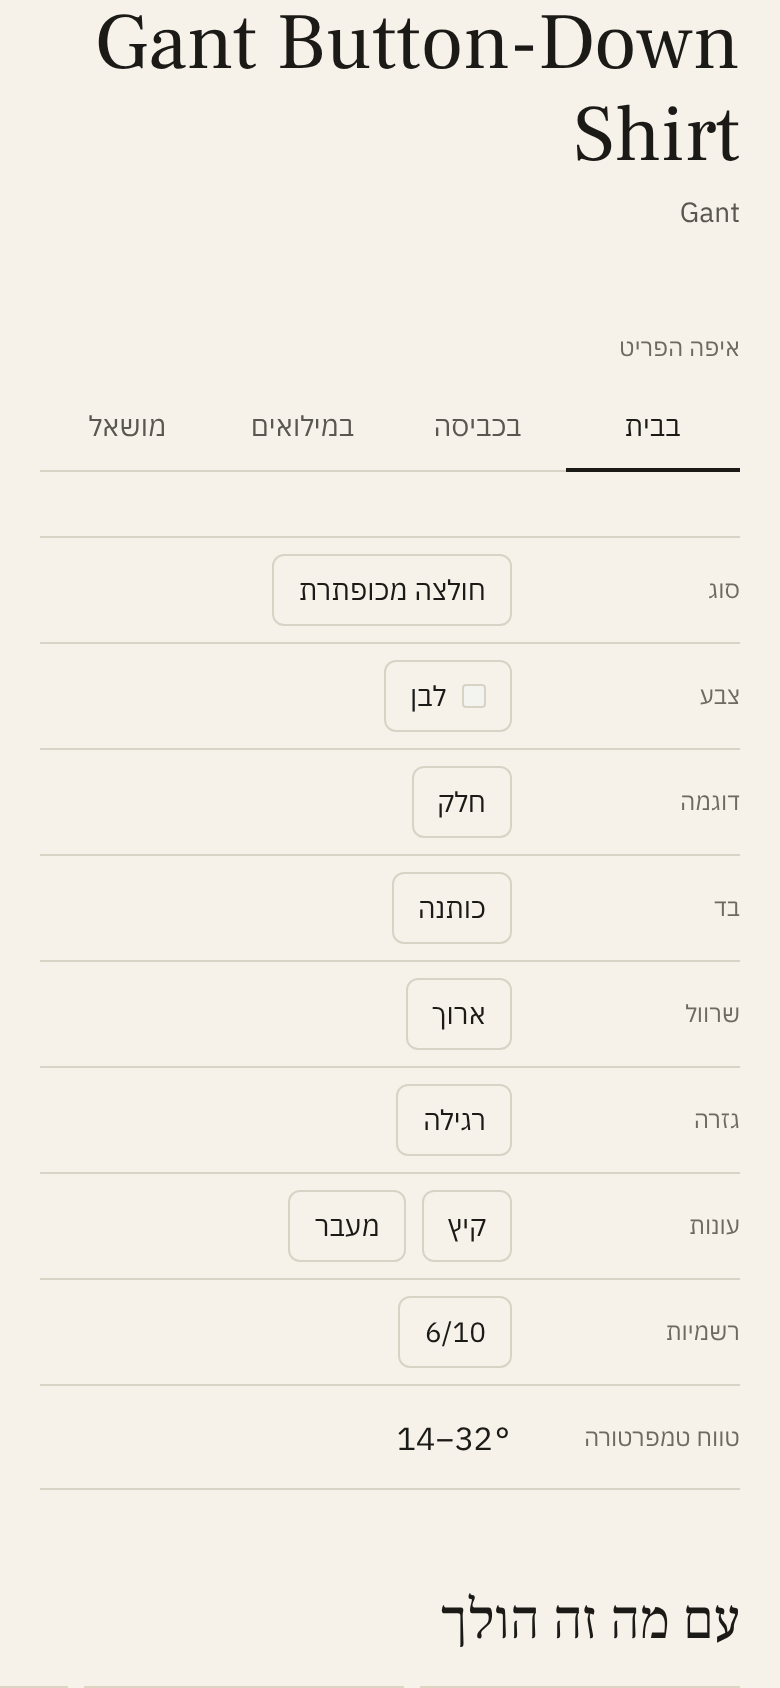 Gant Button-Down
Shirt
Gant
איפה הפריט
בבית בכביסה במילואים מושאל
סוג חולצה מכופתרת
צבע לבן
דוגמה חלק
בד כותנה
שרוול ארוך
גזרה רגילה
עונות קיץ מעבר
רשמיות 6/10
טווח טמפרטורה 14–32°
עם מה זה הולך